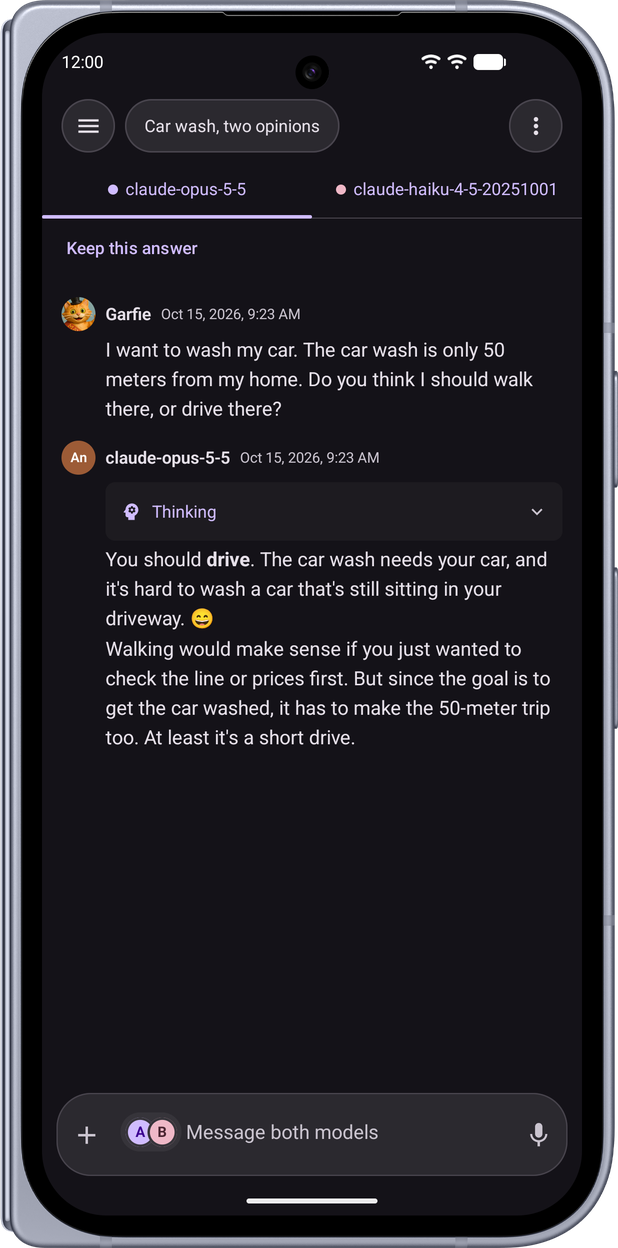 12:00
Car wash, two opinions
claude-opus-5-5
claude-haiku-4-5-20251001
Keep this answer
Garfie Oct 15, 2026, 9:23 AM
I want to wash my car. The car wash is only 50
meters from my home. Do you think I should walk
there, or drive there?
An claude-opus-5-5 Oct 15, 2026, 9:23 AM
Thinking
You should drive. The car wash needs your car, and
it's hard to wash a car that's still sitting in your
driveway. 😄
Walking would make sense if you just wanted to
check the line or prices first. But since the goal is to
get the car washed, it has to make the 50-meter trip
too. At least it's a short drive.
A B Message both models